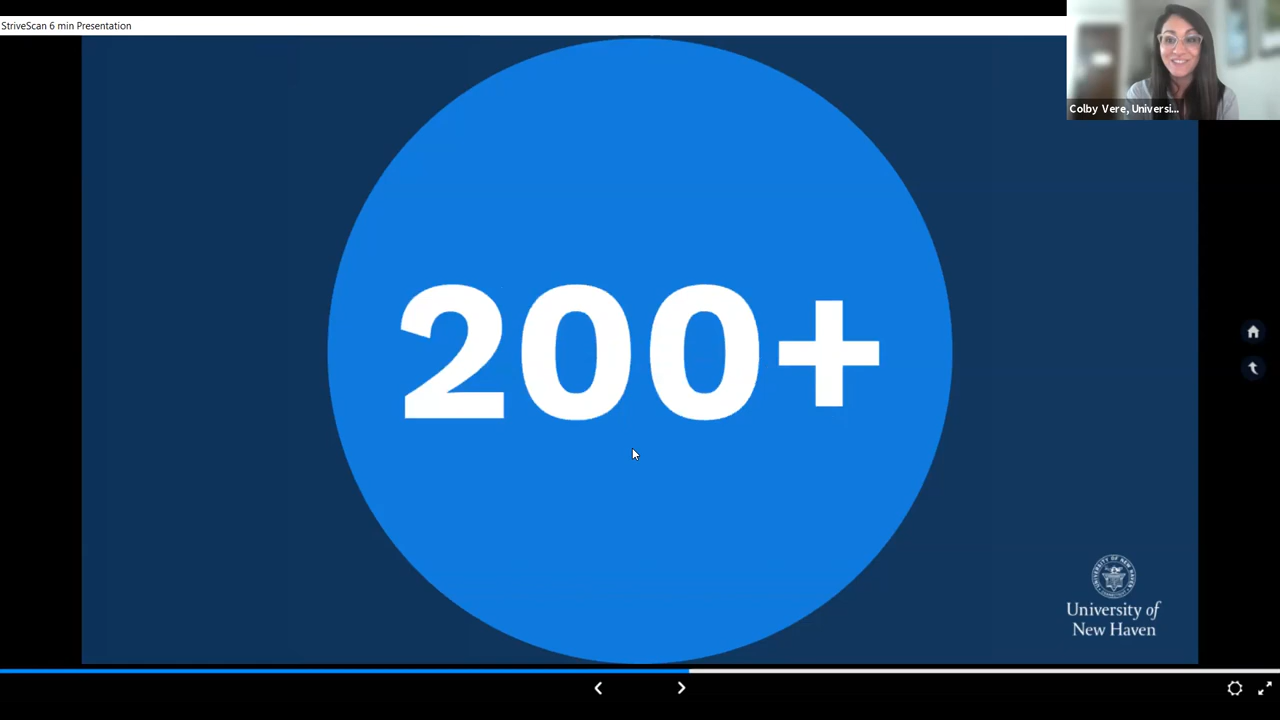 StriveScan 6 min Presentation
Colby Vere, Universi...
200+
University of
New Haven